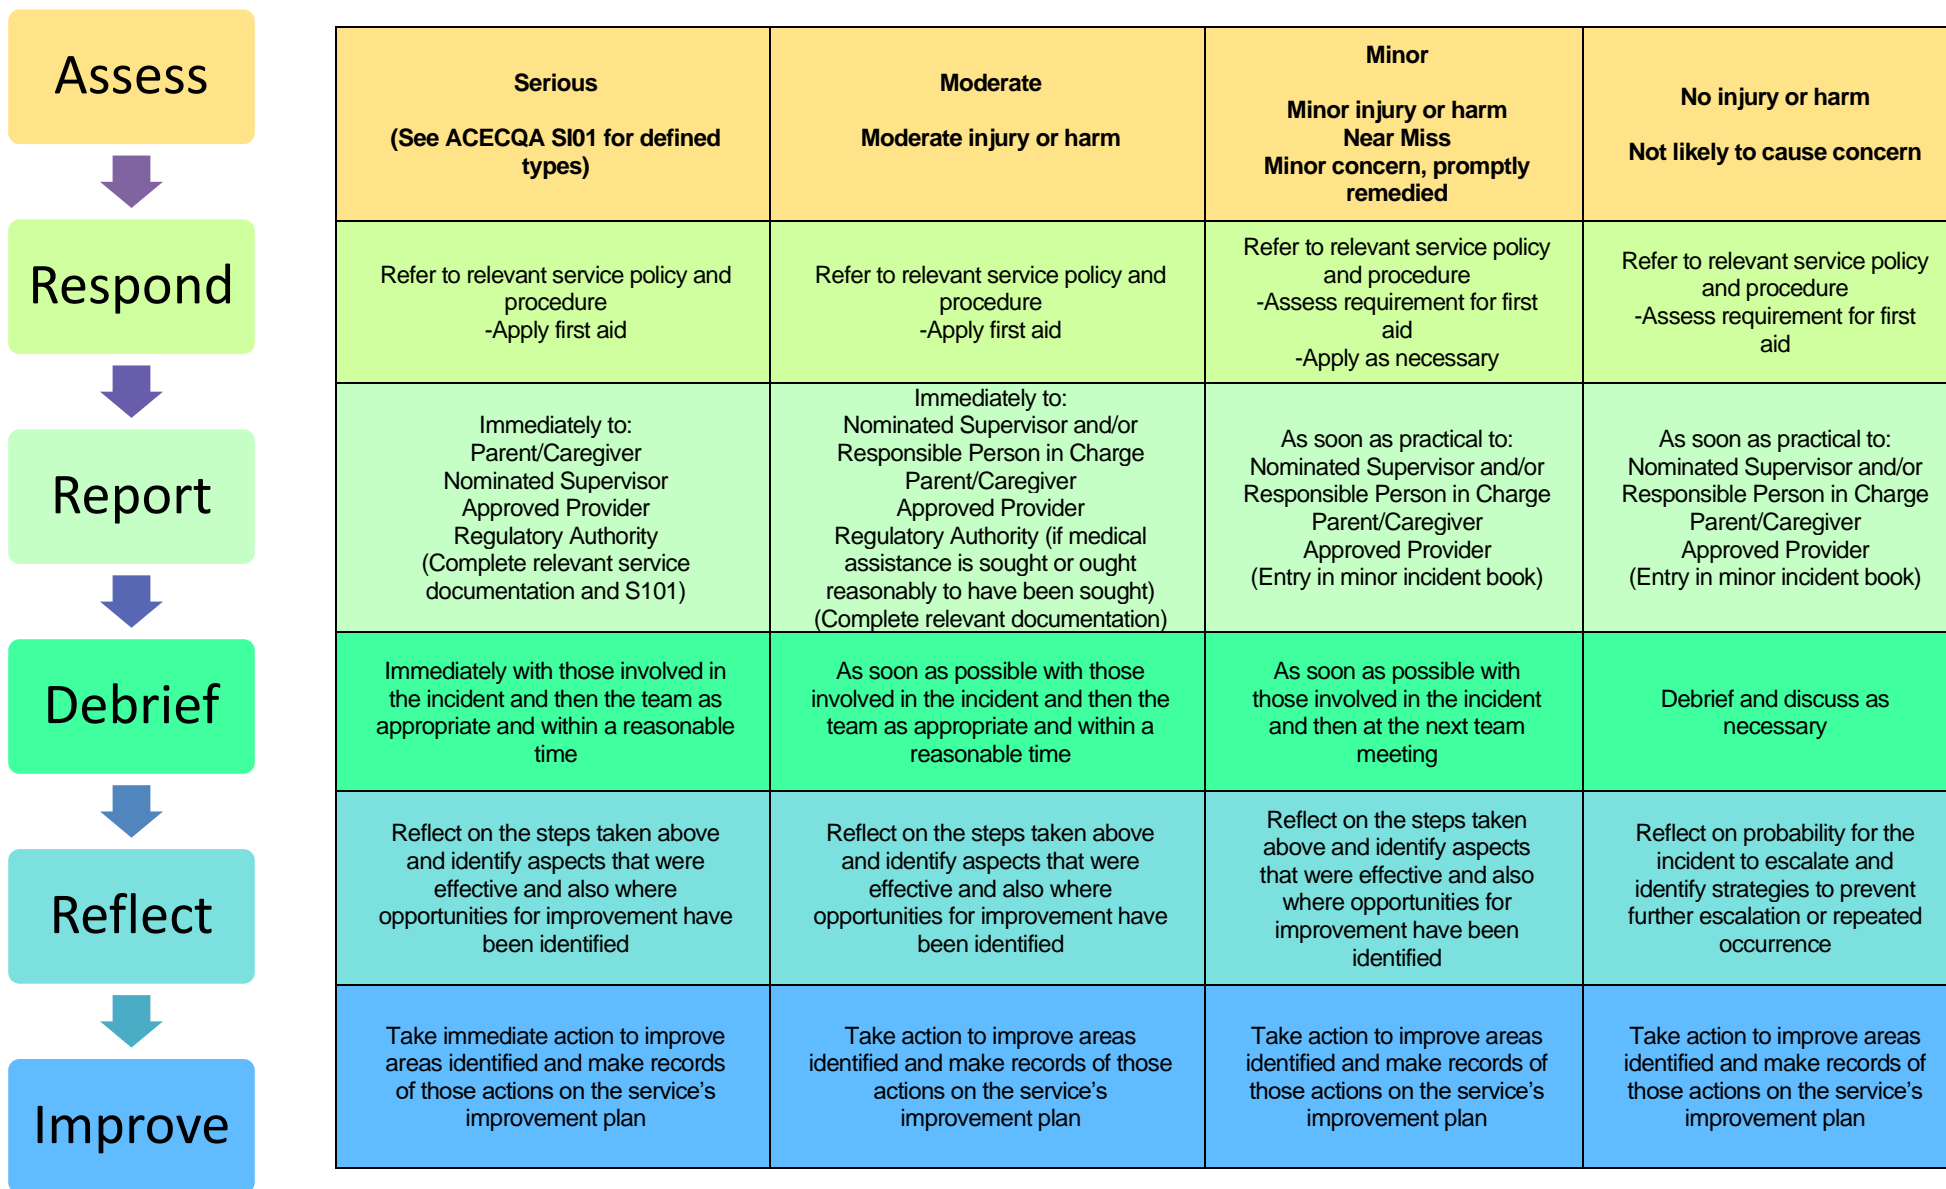 Assess
Serious
(See ACECQA SI01 for defined
types)
Moderate
Moderate injury or harm
Minor
Minor injury or harm
Near Miss
Minor concern, promptly
remedied
No injury or harm
Not likely to cause concern
Respond
Refer to relevant service policy and
procedure
-Apply first aid
Refer to relevant service policy and
procedure
-Apply first aid
Refer to relevant service policy
and procedure
-Assess requirement for first
aid
-Apply as necessary
Refer to relevant service policy
and procedure
-Assess requirement for first
aid
Report
Immediately to:
Parent/Caregiver
Nominated Supervisor
Approved Provider
Regulatory Authority
(Complete relevant service
documentation and S101)
Immediately to:
Nominated Supervisor and/or
Responsible Person in Charge
Parent/Caregiver
Approved Provider
Regulatory Authority (if medical
assistance is sought or ought
reasonably to have been sought)
(Complete relevant documentation)
As soon as practical to:
Nominated Supervisor and/or
Responsible Person in Charge
Parent/Caregiver
Approved Provider
(Entry in minor incident book)
As soon as practical to:
Nominated Supervisor and/or
Responsible Person in Charge
Parent/Caregiver
Approved Provider
(Entry in minor incident book)
Debrief
Immediately with those involved in
the incident and then the team as
appropriate and within a reasonable
time
As soon as possible with those
involved in the incident and then the
team as appropriate and within a
reasonable time
As soon as possible with
those involved in the incident
and then at the next team
meeting
Debrief and discuss as
necessary
Reflect
Reflect on the steps taken above
and identify aspects that were
effective and also where
opportunities for improvement have
been identified
Reflect on the steps taken above
and identify aspects that were
effective and also where
opportunities for improvement have
been identified
Reflect on the steps taken
above and identify aspects
that were effective and also
where opportunities for
improvement have been
identified
Reflect on probability for the
incident to escalate and
identify strategies to prevent
further escalation or repeated
occurrence
Improve
Take immediate action to improve
areas identified and make records
of those actions on the service's
improvement plan
Take action to improve areas
identified and make records of those
actions on the service's
improvement plan
Take action to improve areas
identified and make records of
those actions on the service's
improvement plan
Take action to improve areas
identified and make records of
those actions on the service's
improvement plan